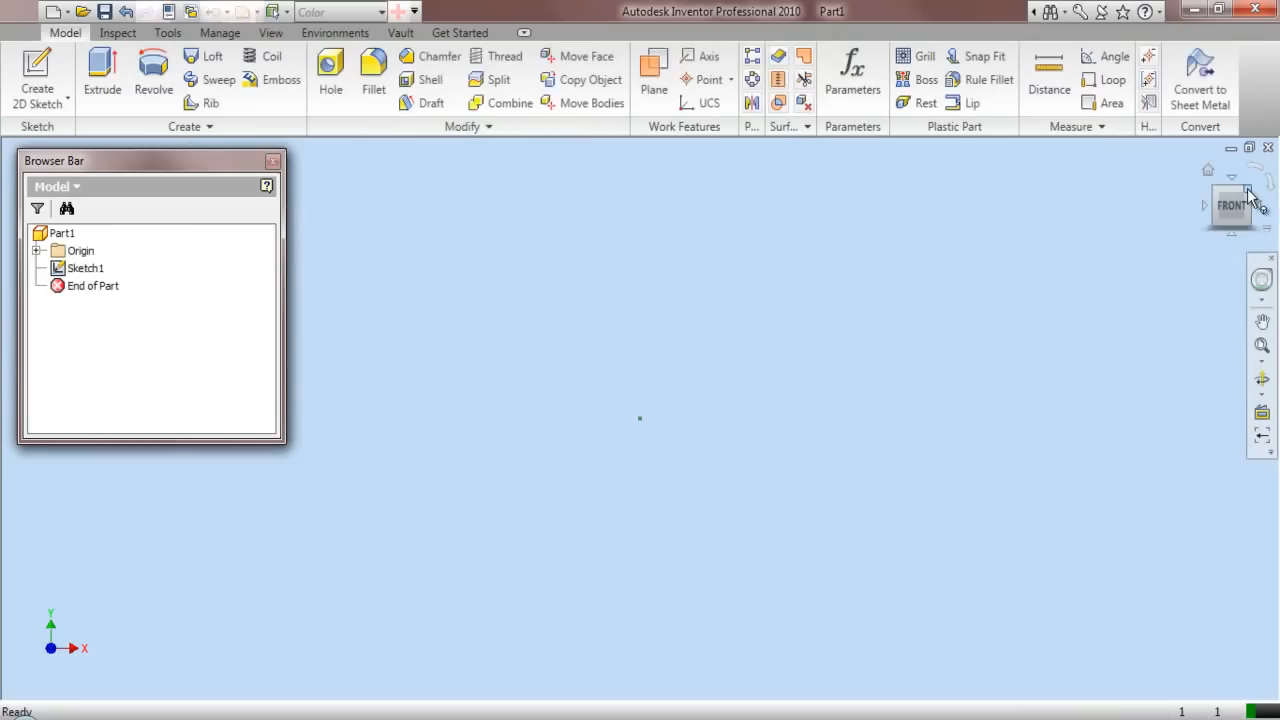 Color
Autodesk Inventor Professional 2010 Part1
Model Inspect Tools Manage View Environments Vault Get Started
Create 2D Sketch
Extrude
Revolve
Loft
Sweep
Rib
Coil
Emboss
Hole
Fillet
Chamfer
Shell
Draft
Thread
Split
Combine
Move Face
Copy Object
Move Bodies
Plane
Axis
Point
UCS
fx
Parameters
Grill
Boss
Rest
Snap Fit
Rule Fillet
Lip
Distance
Angle
Loop
Area
Convert to Sheet Metal
Sketch Create Modify Work Features P... Surf... Parameters Plastic Part Measure H... Convert
Browser Bar
Model
Part1
Origin
Sketch1
End of Part
FRONT
Y
X
Ready
1 1